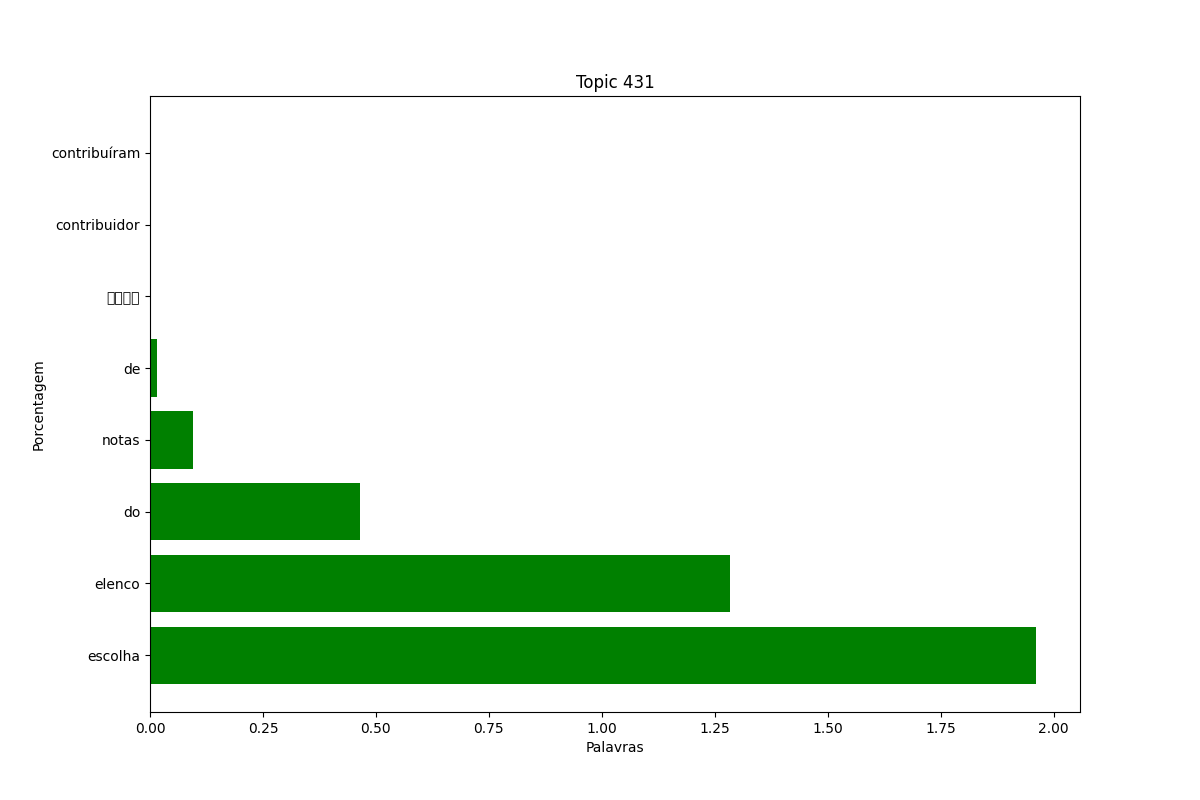 Topic 431
contribuíram
contribuidor
de
notas
do
elenco
escolha
Porcentagem
0.00 0.25 0.50 0.75 1.00 1.25 1.50 1.75 2.00
Palavras